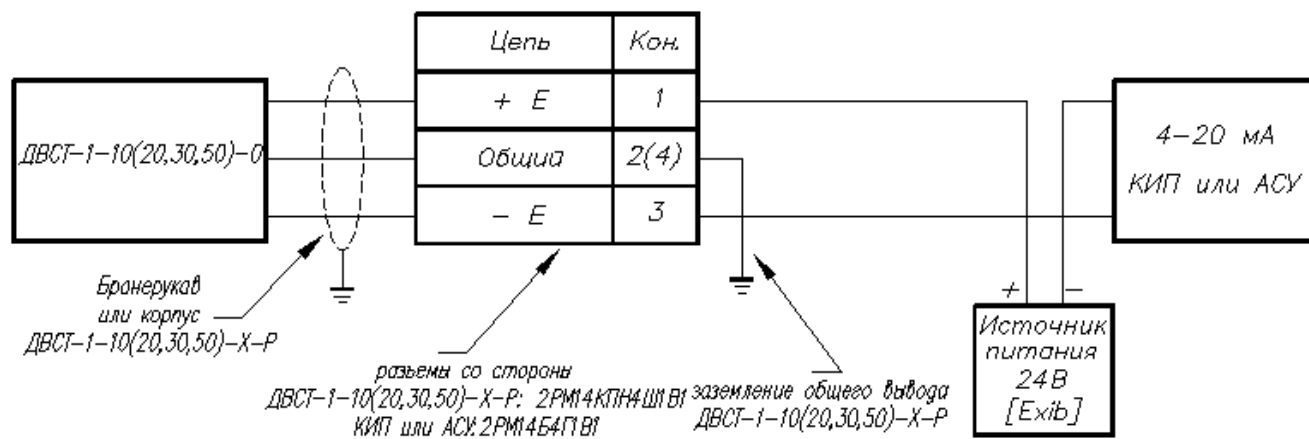 Цепь Кон.
+ Е 1
Общий 2(4)
− Е 3
ДВСТ-1-10(20,30,50)-0
4-20 мА
КИП или АСУ
Бронерукав
или корпус
ДВСТ-1-10(20,30,50)-Х-Р
разъемы со стороны
ДВСТ-1-10(20,30,50)-Х-Р: 2РМ14КПН4Ш1В1
КИП или АСУ: 2РМ14Б4Г1В1
заземление общего вывода
ДВСТ-1-10(20,30,50)-Х-Р
+ −
Источник
питания
24В
[Exib]